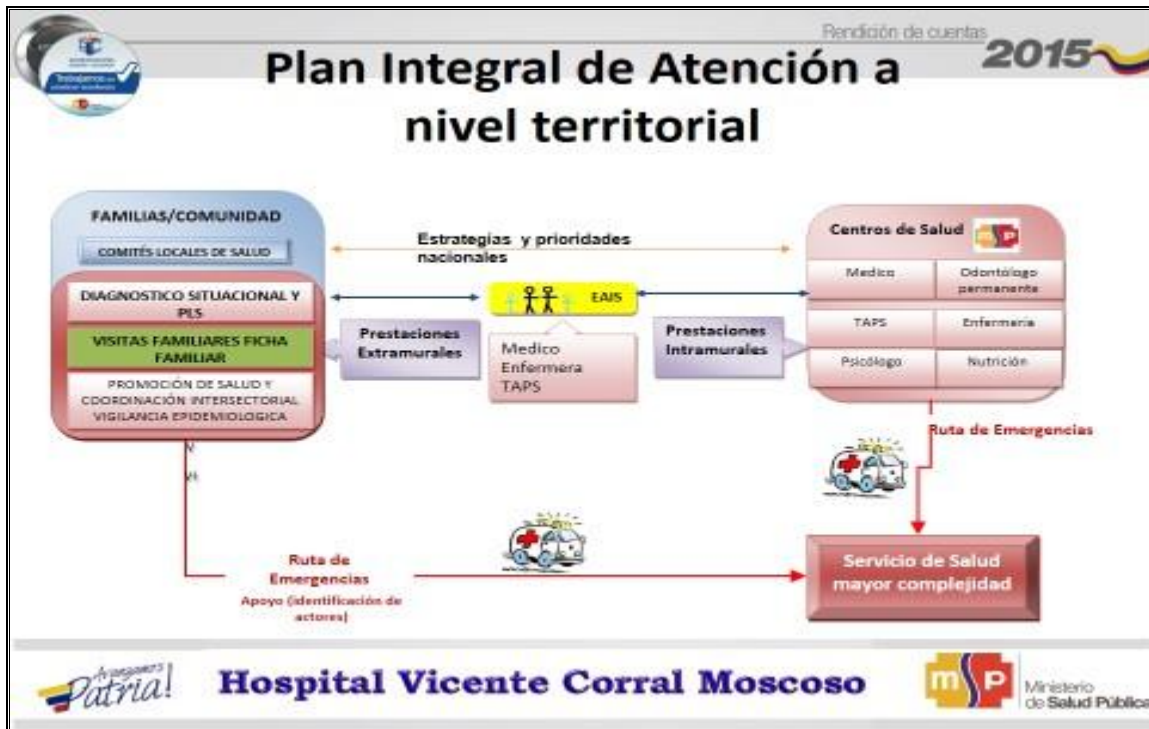 Rendición de cuentas
2015
Plan Integral de Atención a
nivel territorial
FAMILIAS/COMUNIDAD
COMITÉS LOCALES DE SALUD
DIAGNOSTICO SITUACIONAL Y
PLS
VISITAS FAMILIARES FICHA
FAMILIAR
PROMOCIÓN DE SALUD Y
COORDINACIÓN INTERSECTORIAL
VIGILANCIA EPIDEMIOLOGICA
Estrategias y prioridades
nacionales
EAIS
Prestaciones
Extramurales
Medico
Enfermera
TAPS
Prestaciones
Intramurales
Centros de Salud
msp
Medico
Odontólogo
permanente
TAPS
Enfermeria
Psicólogo
Nutrición
Ruta de Emergencias
Ruta de
Emergencias
Apoyo (identificación de
actores)
Servicio de Salud
mayor complejidad
Avanzamos
Patria!
Hospital Vicente Corral Moscoso
msp
Ministerio
de Salud Pública